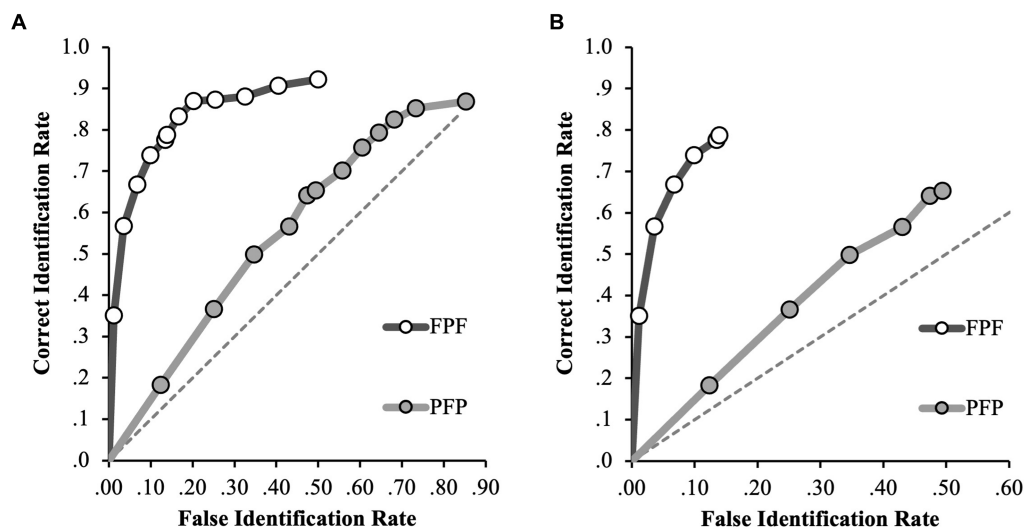 A
Correct Identification Rate
1.0
.9
.8
.7
.6
.5
.4
.3
.2
.1
.0
FPF
PFP
.00 .10 .20 .30 .40 .50 .60 .70 .80 .90
False Identification Rate
B
Correct Identification Rate
1.0
.9
.8
.7
.6
.5
.4
.3
.2
.1
.0
FPF
PFP
.00 .10 .20 .30 .40 .50 .60
False Identification Rate